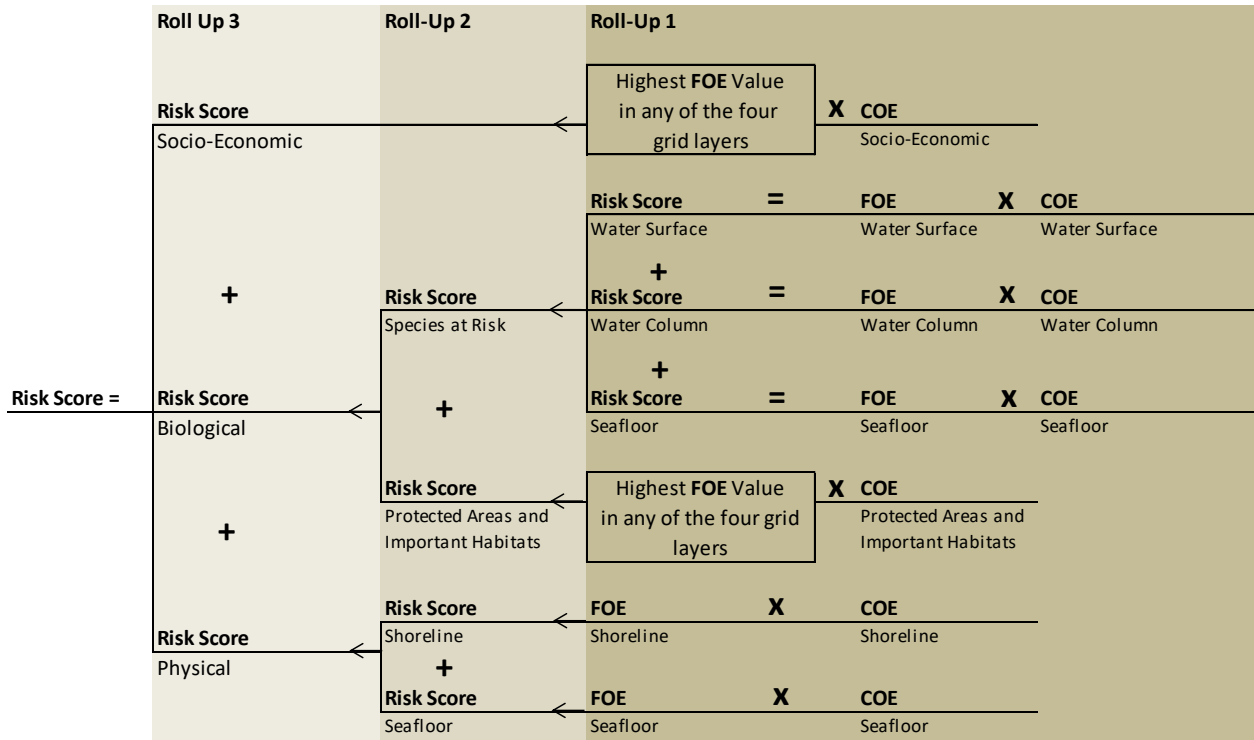 Roll Up 3 Roll-Up 2 Roll-Up 1
Highest FOE Value
in any of the four
grid layers
Risk Score X COE
Socio-Economic Socio-Economic
Risk Score = FOE X COE
Water Surface Water Surface Water Surface
+
+ Risk Score Risk Score = FOE X COE
Species at Risk Water Column Water Column Water Column
+
Risk Score = Risk Score + Risk Score = FOE X COE
Biological Seafloor Seafloor Seafloor
Risk Score Highest FOE Value X COE
Protected Areas and in any of the four grid Protected Areas and
+ Important Habitats layers Important Habitats
Risk Score FOE X COE
Shoreline Shoreline Shoreline
Risk Score
Physical +
Risk Score FOE X COE
Seafloor Seafloor Seafloor